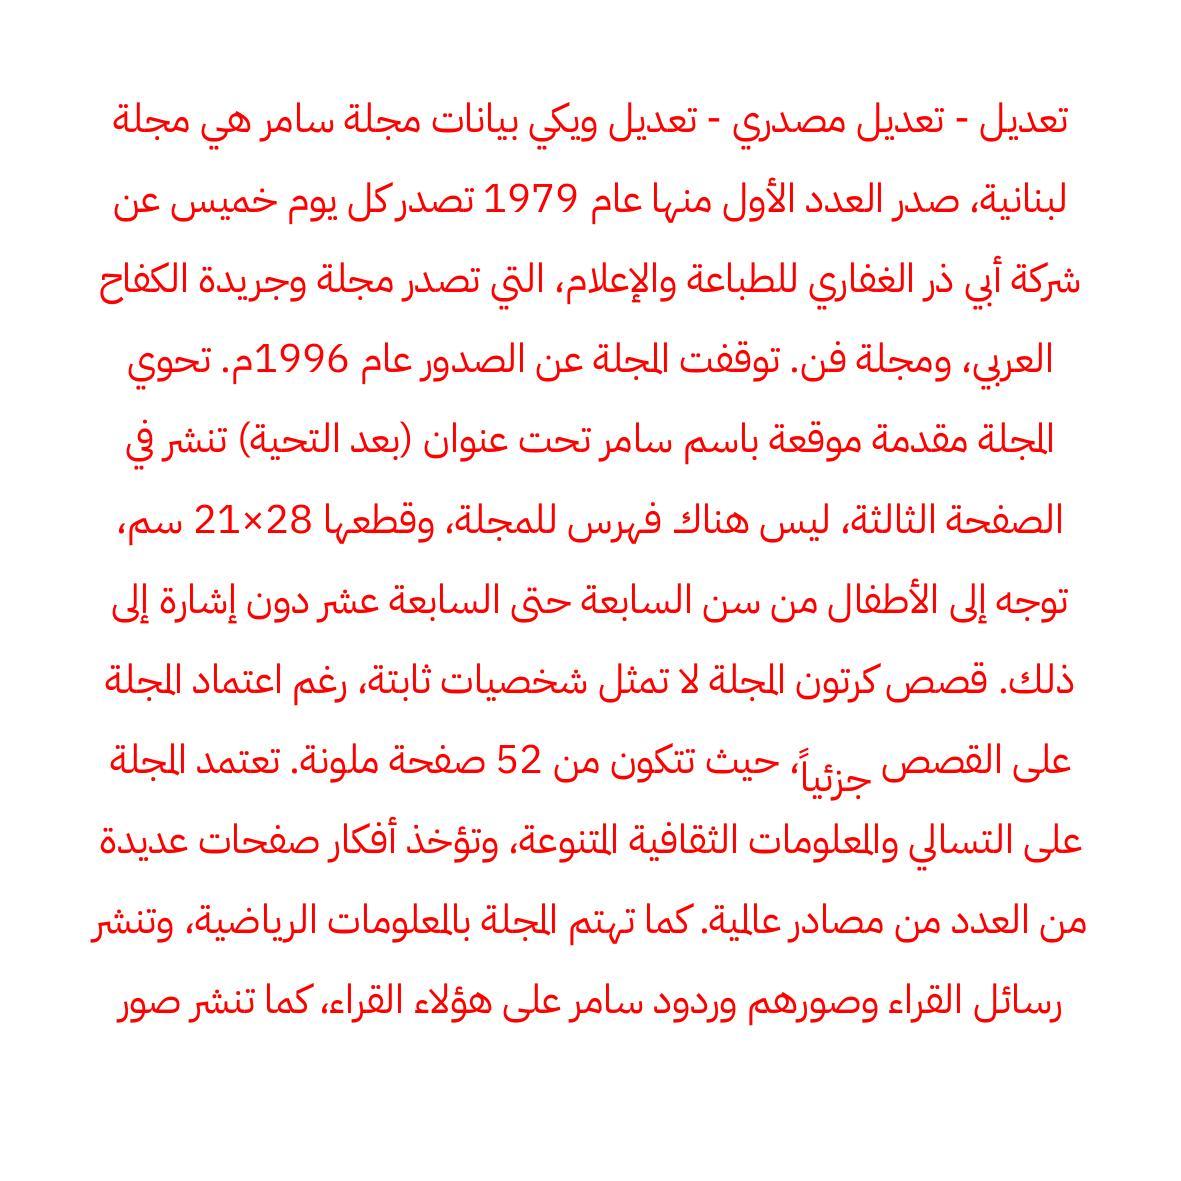 تعديل - تعديل مصدري - تعديل ويكي بيانات مجلة سامر هي مجلة
لبنانية، صدر العدد الأول منها عام 1979 تصدر كل يوم خميس عن
شركة أبي ذر الغفاري للطباعة والإعلام، التي تصدر مجلة وجريدة الكفاح
العربي، ومجلة فن. توقفت المجلة عن الصدور عام 1996م. تحوي
المجلة مقدمة موقعة باسم سامر تحت عنوان (بعد التحية) تنشر في
الصفحة الثالثة، ليس هناك فهرس للمجلة، وقطعها 28×21 سم،
توجه إلى الأطفال من سن السابعة حتى السابعة عشر دون إشارة إلى
ذلك. قصص كرتون المجلة لا تمثل شخصيات ثابتة، رغم اعتماد المجلة
على القصص جزئياً، حيث تتكون من 52 صفحة ملونة. تعتمد المجلة
على التسالي والمعلومات الثقافية المتنوعة، وتؤخذ أفكار صفحات عديدة
من العدد من مصادر عالمية. كما تهتم المجلة بالمعلومات الرياضية، وتنشر
رسائل القراء وصورهم وردود سامر على هؤلاء القراء، كما تنشر صور